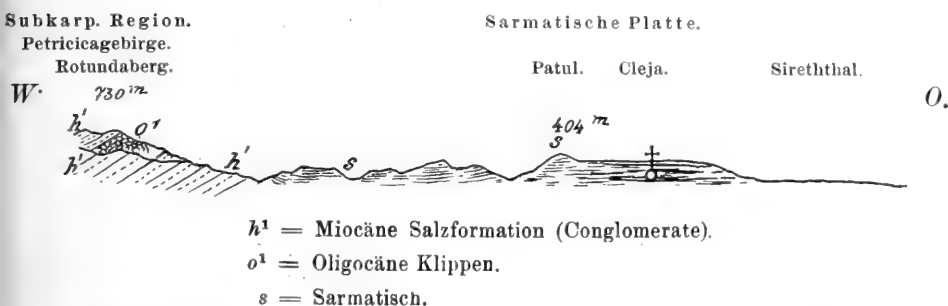 Subkarp. Region. Sarmatische Platte.
Petricicagebirge.
Rotundaberg. Patul. Cleja. Sireththal.
W. 730 m O.
404 m
h' o¹ s
h' h' s
h¹ = Miocäne Salzformation (Conglomerate).
o¹ = Oligocäne Klippen.
s = Sarmatisch.